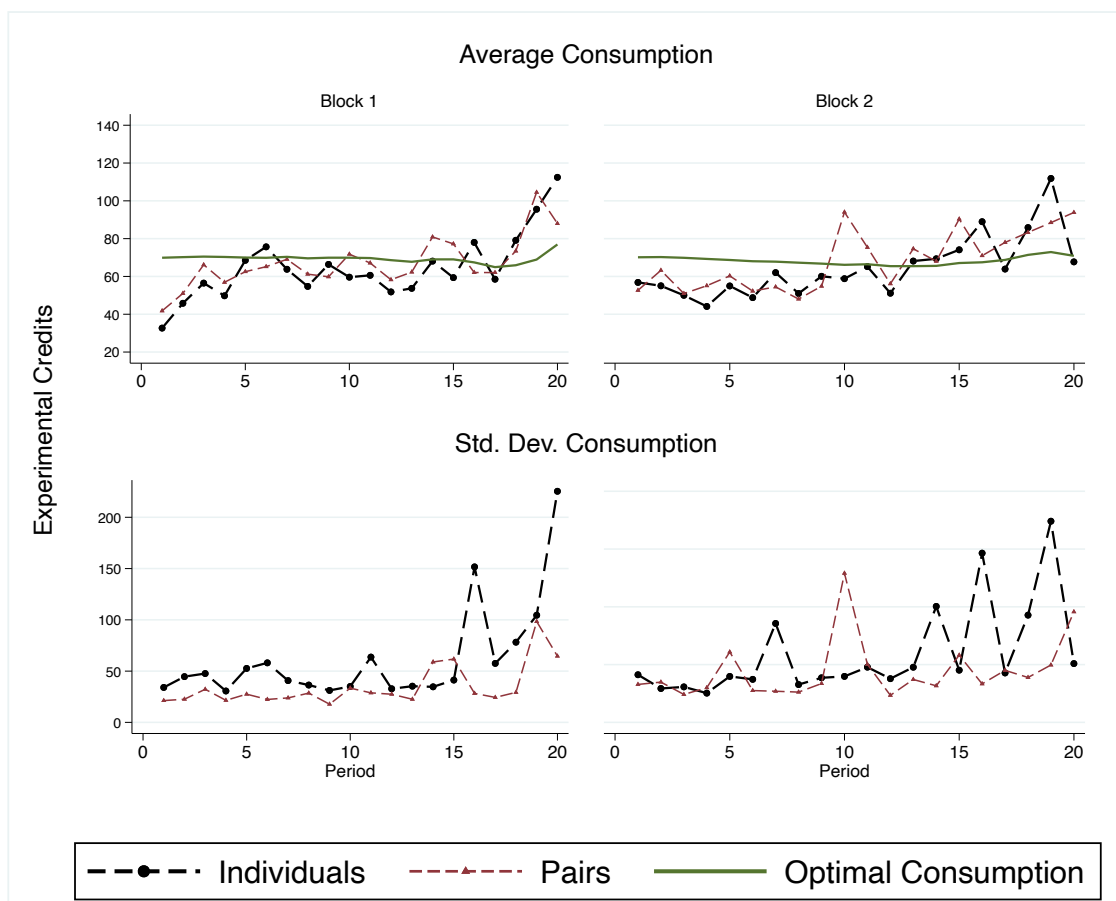 Average Consumption
Block 1
Block 2
140
120
100
80
60
40
20
0 5 10 15 20
0 5 10 15 20
Experimental Credits
Std. Dev. Consumption
200
150
100
50
0
0 5 10 15 20
0 5 10 15 20
Period
Period
Individuals Pairs Optimal Consumption